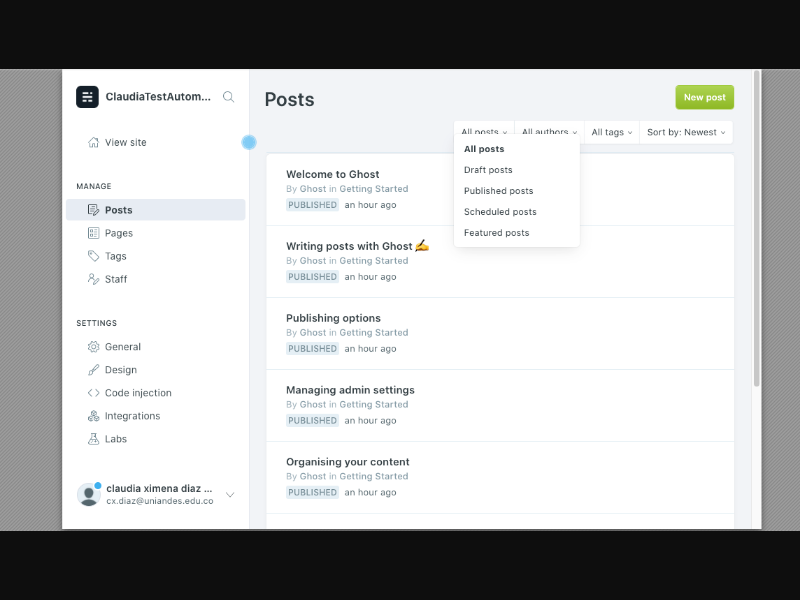 ClaudiaTestAutom...
View site
MANAGE
Posts
Pages
Tags
Staff
SETTINGS
General
Design
Code injection
Integrations
Labs
claudia ximena diaz ...
cx.diaz@uniandes.edu.co
Posts
New post
All posts All authors All tags Sort by: Newest
All posts
Draft posts
Published posts
Scheduled posts
Featured posts
Welcome to Ghost
By Ghost in Getting Started
PUBLISHED an hour ago
Writing posts with Ghost ✍️
By Ghost in Getting Started
PUBLISHED an hour ago
Publishing options
By Ghost in Getting Started
PUBLISHED an hour ago
Managing admin settings
By Ghost in Getting Started
PUBLISHED an hour ago
Organising your content
By Ghost in Getting Started
PUBLISHED an hour ago